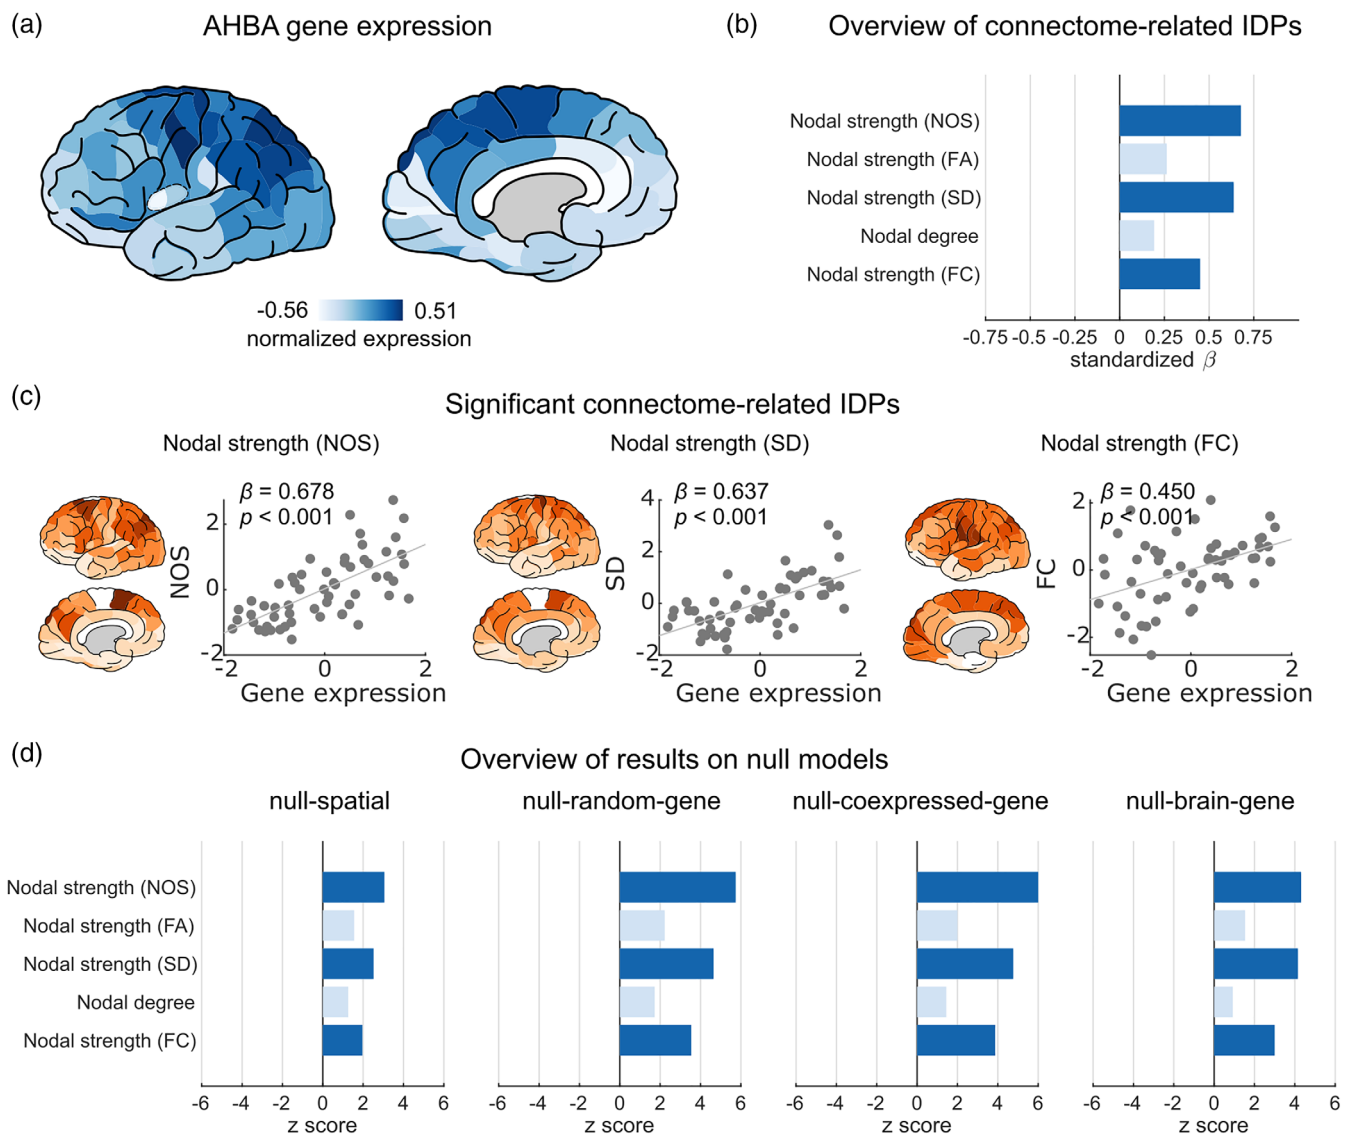 (a)
AHBA gene expression
-0.56
0.51
normalized expression
(b)
Overview of connectome-related IDPs
Nodal strength (NOS)
Nodal strength (FA)
Nodal strength (SD)
Nodal degree
Nodal strength (FC)
-0.75 -0.5 -0.25 0 0.25 0.5 0.75
standardized β
(c)
Significant connectome-related IDPs
Nodal strength (NOS)
β = 0.678
p < 0.001
NOS
2
0
-2
-2 0 2
Gene expression
Nodal strength (SD)
β = 0.637
p < 0.001
SD
4
2
0
-2
-2 0 2
Gene expression
Nodal strength (FC)
β = 0.450
p < 0.001
FC
2
0
-2
-2 0 2
Gene expression
(d)
Overview of results on null models
null-spatial
null-random-gene
null-coexpressed-gene
null-brain-gene
Nodal strength (NOS)
Nodal strength (FA)
Nodal strength (SD)
Nodal degree
Nodal strength (FC)
-6 -4 -2 0 2 4 6
z score
-6 -4 -2 0 2 4 6
z score
-6 -4 -2 0 2 4 6
z score
-6 -4 -2 0 2 4 6
z score